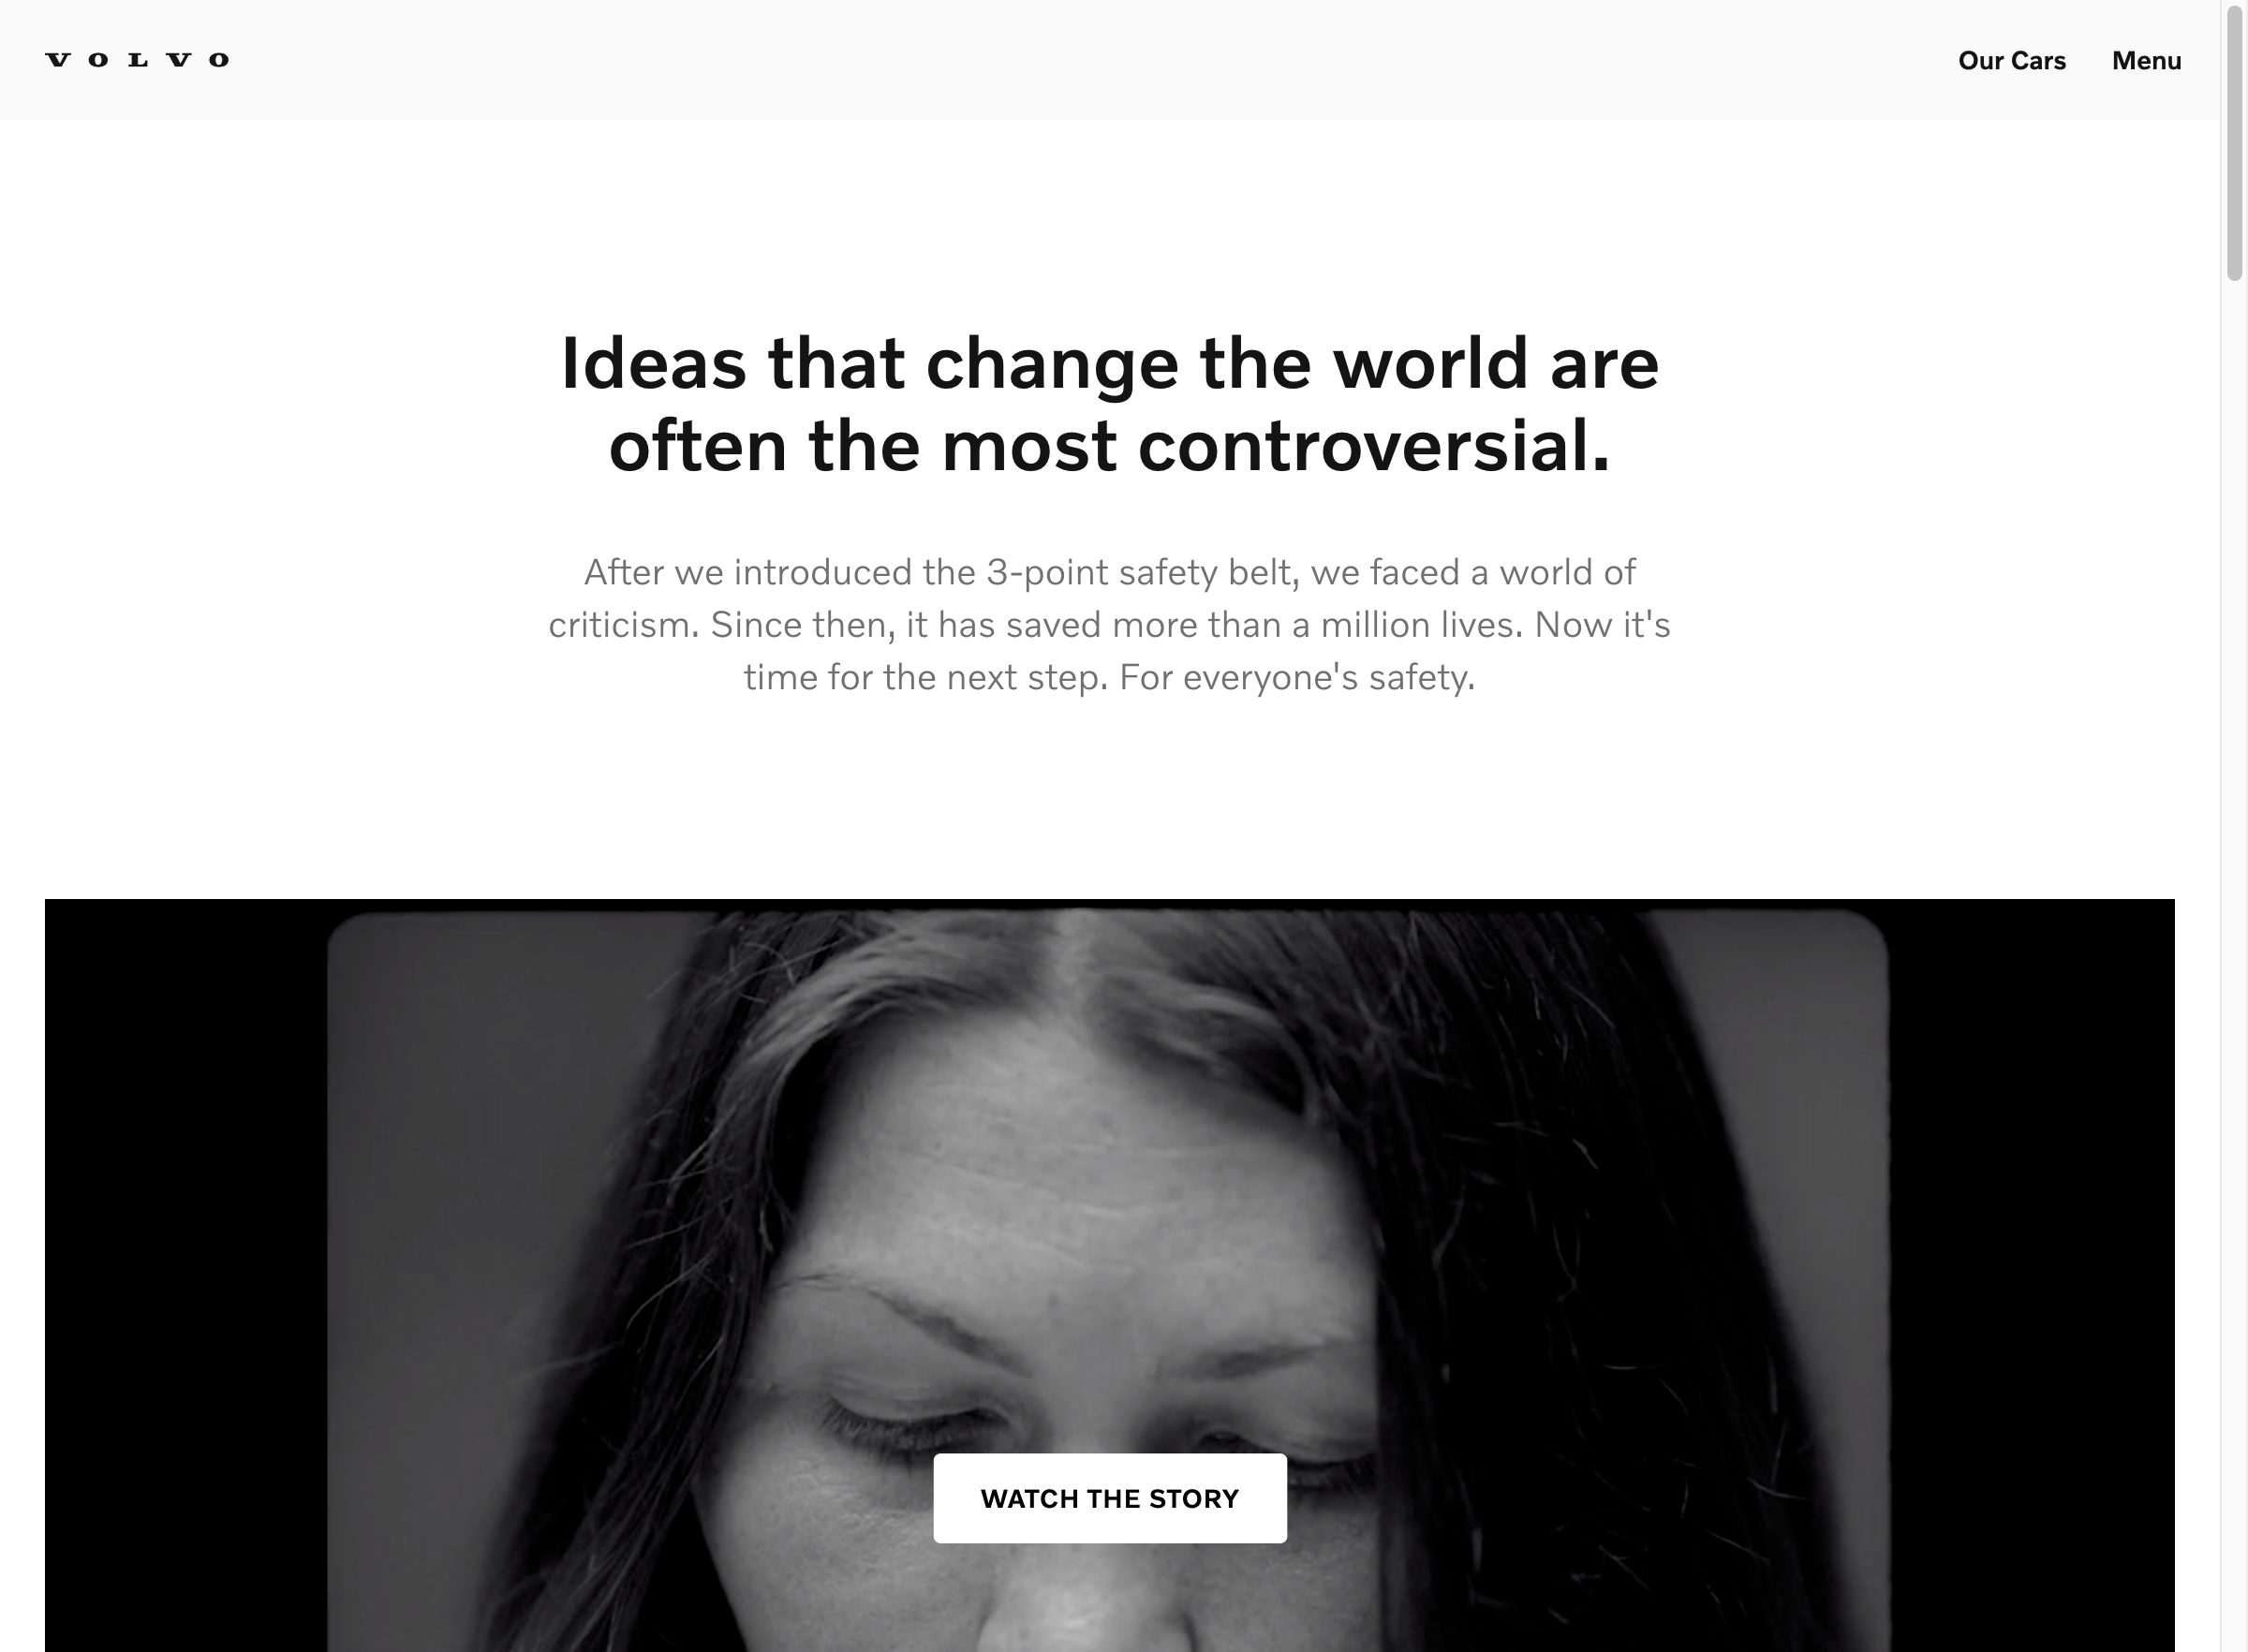 VOLVO
Our Cars
Menu
Ideas that change the world are
often the most controversial.
After we introduced the 3-point safety belt, we faced a world of
criticism. Since then, it has saved more than a million lives. Now it's
time for the next step. For everyone's safety.
WATCH THE STORY